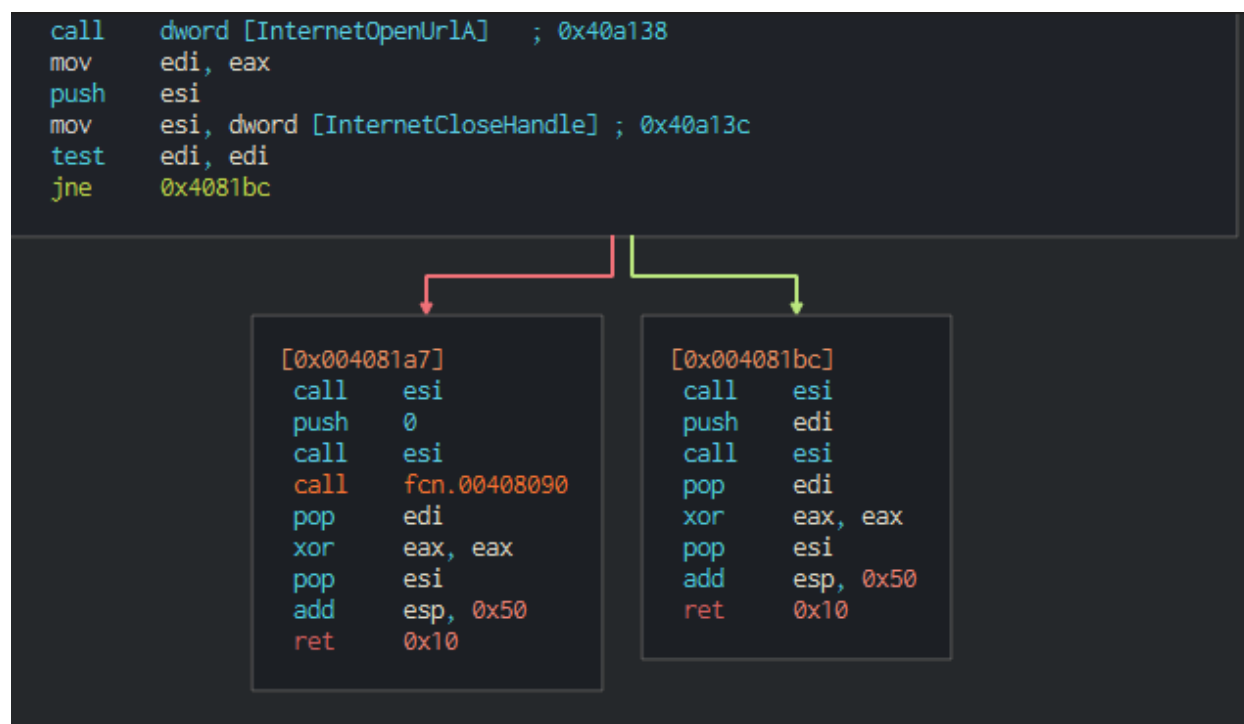 call dword [InternetOpenUrlA] ; 0x40a138
mov edi, eax
push esi
mov esi, dword [InternetCloseHandle] ; 0x40a13c
test edi, edi
jne 0x4081bc
[0x004081a7]
call esi
push 0
call esi
call fcn.00408090
pop edi
xor eax, eax
pop esi
add esp, 0x50
ret 0x10
[0x004081bc]
call esi
push edi
call esi
pop edi
xor eax, eax
pop esi
add esp, 0x50
ret 0x10